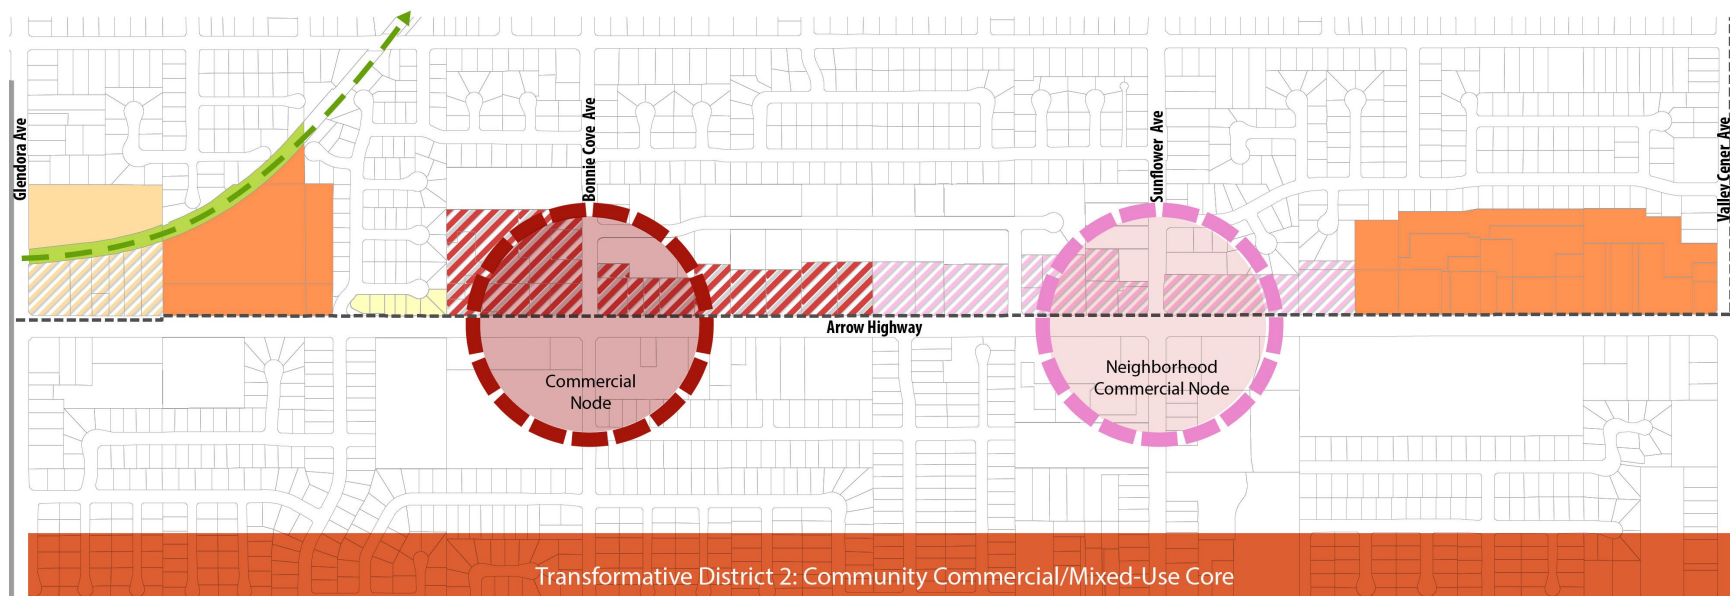 Glendora Ave
Bonnie Cove Ave
Sunflower Ave
Valley Cener Ave
Arrow Highway
Commercial
Node
Neighborhood
Commercial Node
Transformative District 2: Community Commercial/Mixed-Use Core